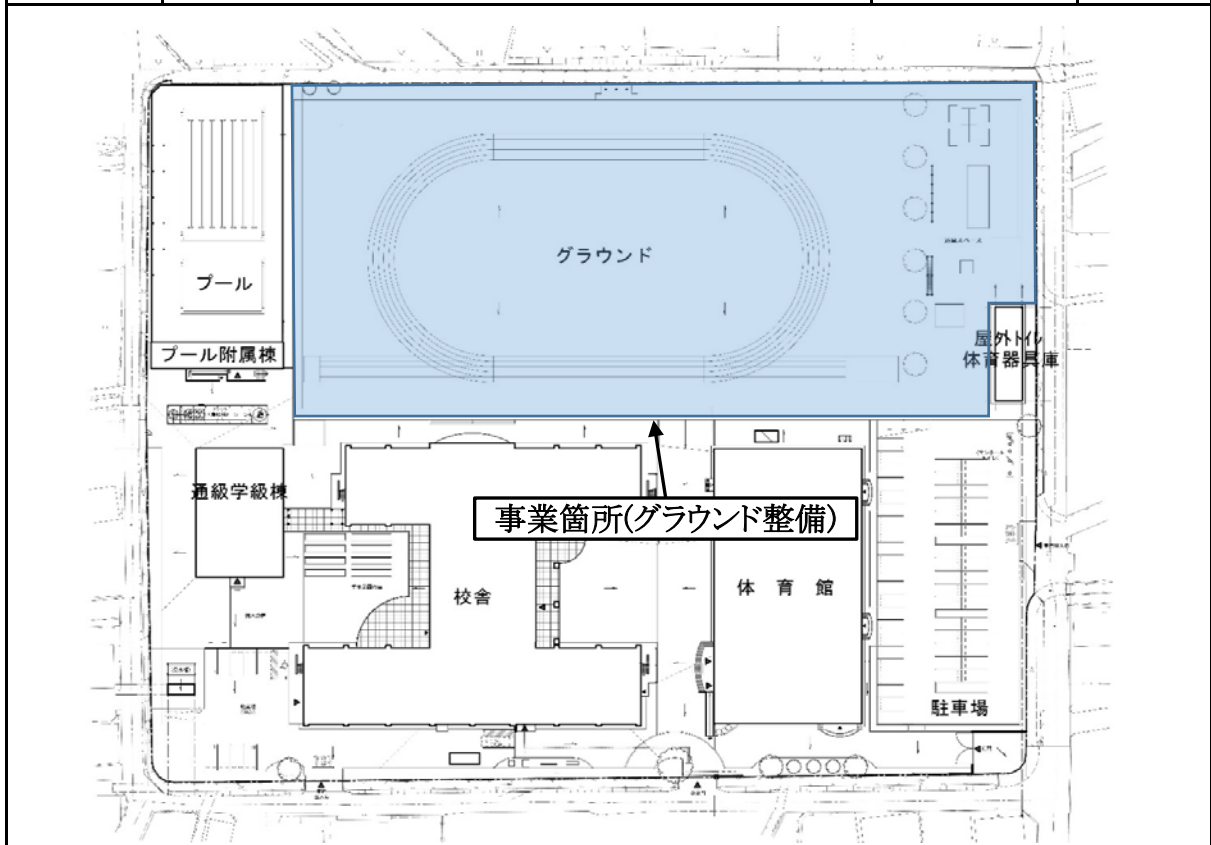 グラウンド
プール
プール附属棟
屋外トイレ
体育器具庫
通級学級棟
事業箇所(グラウンド整備)
校舎
体育館
駐車場